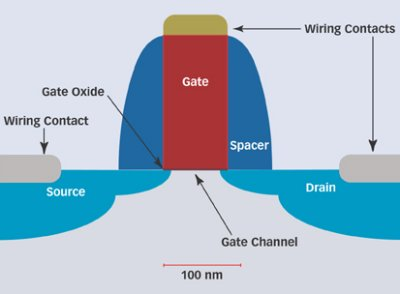 Wiring Contacts
Gate
Gate Oxide
Wiring Contact
Spacer
Source
Drain
Gate Channel
100 nm